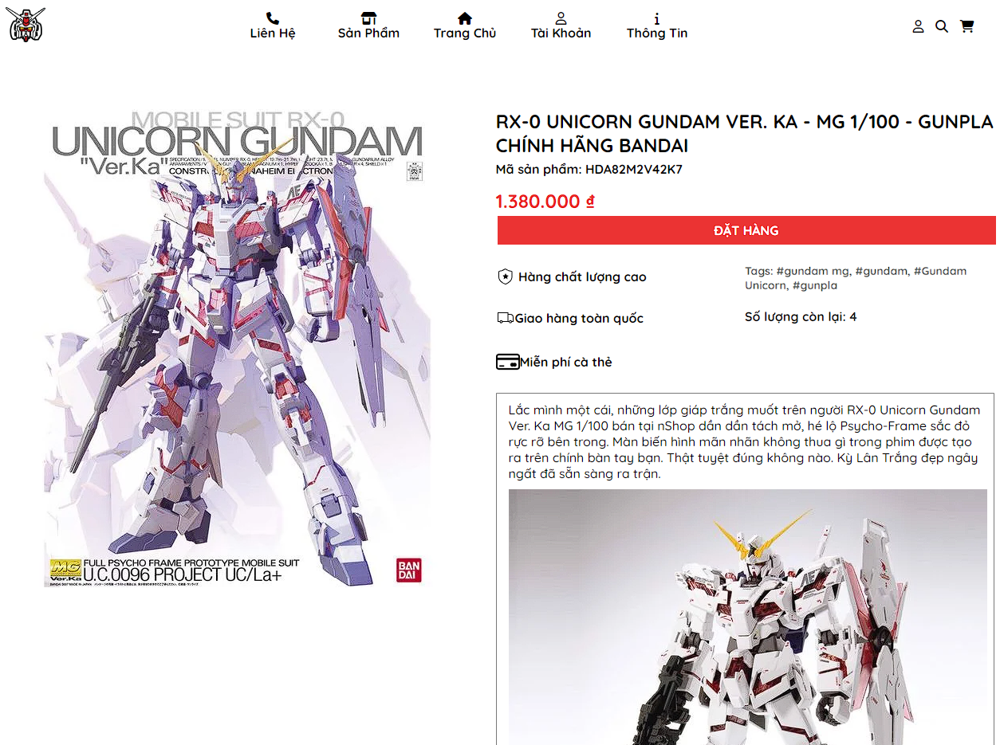 Liên Hệ
Sản Phẩm
Trang Chủ
Tài Khoản
Thông Tin
MOBILE SUIT RX-0
UNICORN GUNDAM
"Ver.Ka"
RX-0 UNICORN GUNDAM VER. KA - MG 1/100 - GUNPLA
CHÍNH HÃNG BANDAI
Mã sản phẩm: HDA82M2V42K7
1.380.000 ₫
ĐẶT HÀNG
Hàng chất lượng cao
Tags: #gundam mg, #gundam, #Gundam
Unicorn, #gunpla
Giao hàng toàn quốc
Số lượng còn lại: 4
Miễn phí cà thẻ
Lắc mình một cái, những lớp giáp trắng muốt trên người RX-0 Unicorn Gundam
Ver. Ka MG 1/100 bán tại nShop dần dần tách mở, hé lộ Psycho-Frame sắc đỏ
rực rỡ bên trong. Màn biến hình mãn nhãn không thua gì trong phim được tạo
ra trên chính bàn tay bạn. Thật tuyệt đúng không nào. Kỳ Lân Trắng đẹp ngây
ngất đã sẵn sàng ra trận.
AE
MG
Ver.Ka
FULL PSYCHO FRAME PROTOTYPE MOBILE SUIT
U.C.0096 PROJECT UC/La+
BAN
DAI
AE